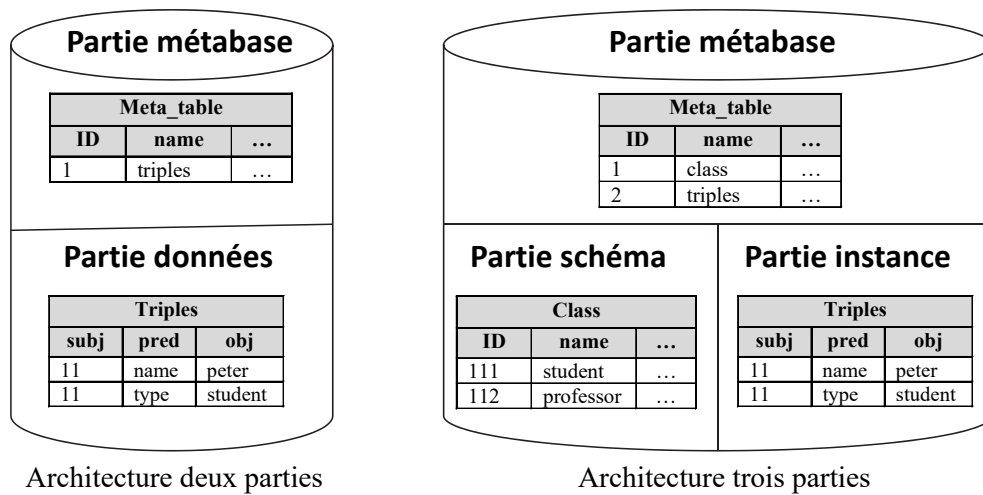 Partie métabase
Meta_table
ID name …
1 triples …
Partie données
Triples
subj pred obj
11 name peter
11 type student
Architecture deux parties
Partie métabase
Meta_table
ID name …
1 class …
2 triples …
Partie schéma
Class
ID name …
111 student …
112 professor …
Partie instance
Triples
subj pred obj
11 name peter
11 type student
Architecture trois parties